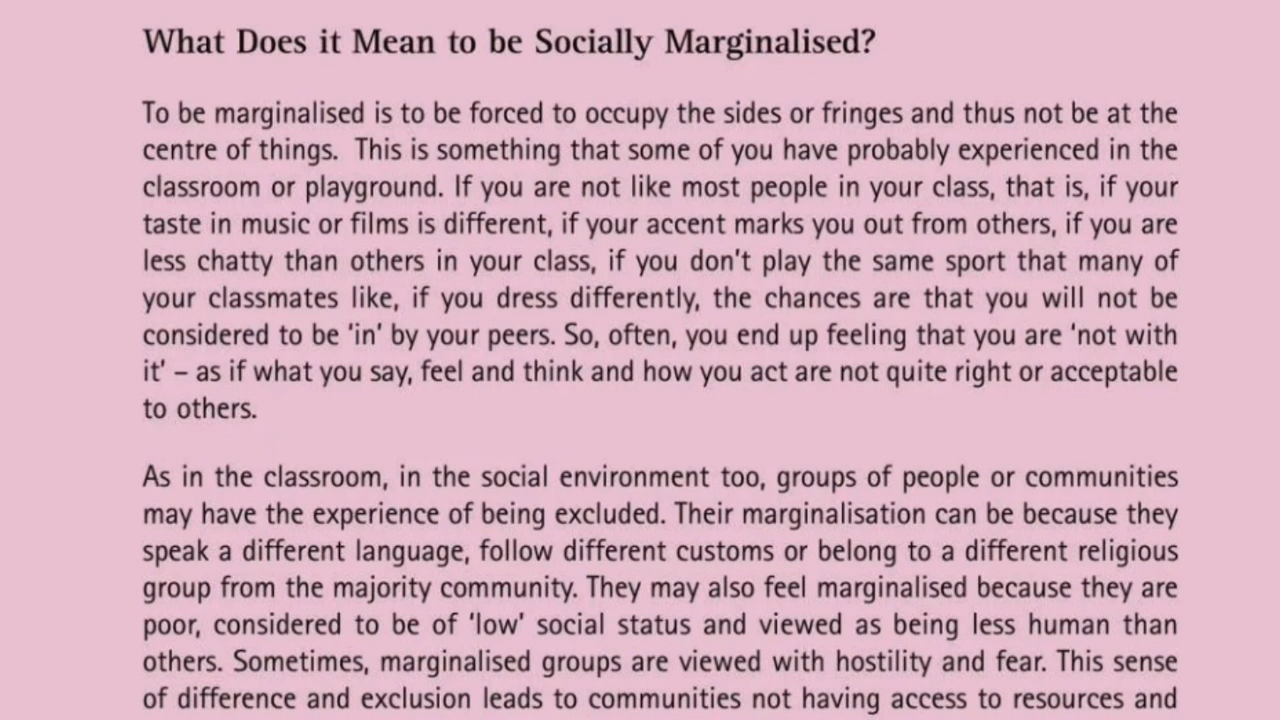 What Does it Mean to be Socially Marginalised?
To be marginalised is to be forced to occupy the sides or fringes and thus not be at the
centre of things. This is something that some of you have probably experienced in the
classroom or playground. If you are not like most people in your class, that is, if your
taste in music or films is different, if your accent marks you out from others, if you are
less chatty than others in your class, if you don't play the same sport that many of
your classmates like, if you dress differently, the chances are that you will not be
considered to be 'in' by your peers. So, often, you end up feeling that you are 'not with
it' – as if what you say, feel and think and how you act are not quite right or acceptable
to others.
As in the classroom, in the social environment too, groups of people or communities
may have the experience of being excluded. Their marginalisation can be because they
speak a different language, follow different customs or belong to a different religious
group from the majority community. They may also feel marginalised because they are
poor, considered to be of 'low' social status and viewed as being less human than
others. Sometimes, marginalised groups are viewed with hostility and fear. This sense
of difference and exclusion leads to communities not having access to resources and